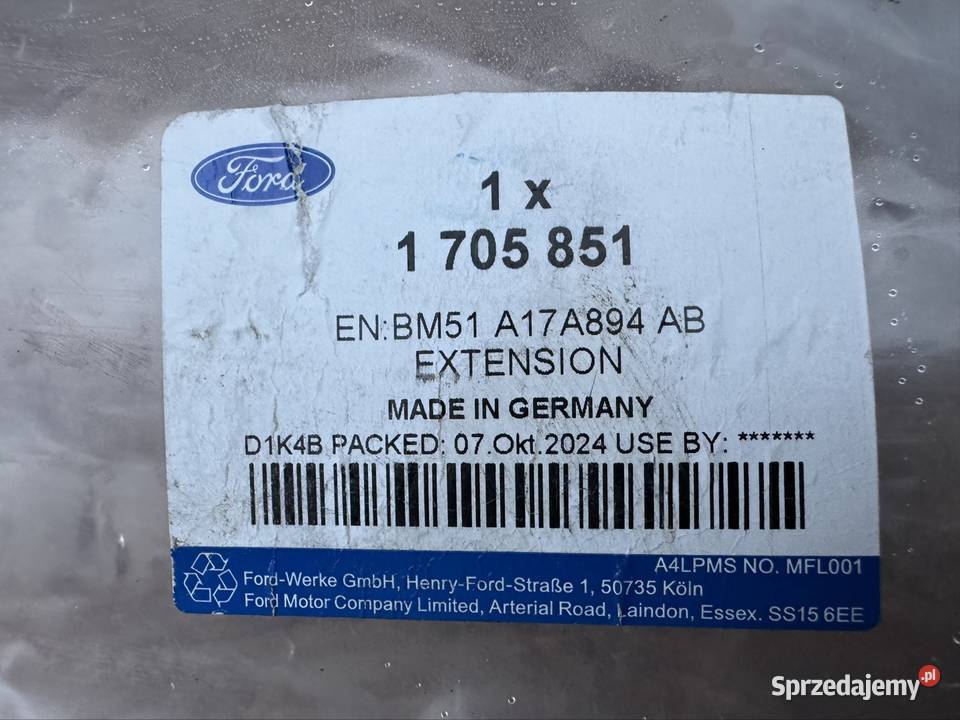 Ford
1 x
1 705 851
EN:BM51 A17A894 AB
EXTENSION
MADE IN GERMANY
D1K4B PACKED: 07.Okt.2024 USE BY: *******
A4LPMS NO. MFL001
Ford-Werke GmbH, Henry-Ford-Straße 1, 50735 Köln
Ford Motor Company Limited, Arterial Road, Laindon, Essex. SS15 6EE
Sprzedajemy.pl